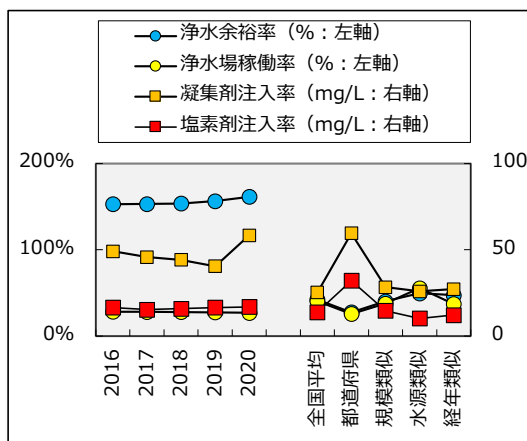 浄水余裕率（%：左軸）
浄水場稼働率（%：左軸）
凝集剤注入率（mg/L：右軸）
塩素剤注入率（mg/L：右軸）
200% 100
100% 50
0% 0
2016 2017 2018 2019 2020 全国平均 都道府県 規模類似 水源類似 経年類似